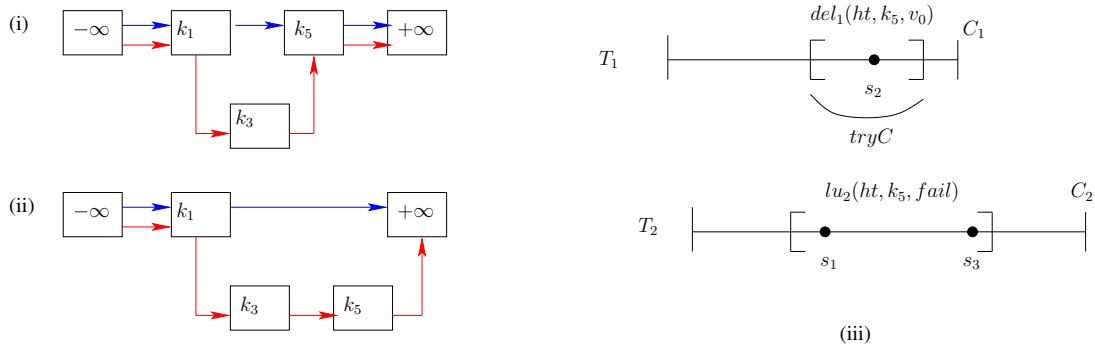 (i)
−∞
k₁
k₅
+∞
k₃
(ii)
−∞
k₁
+∞
k₃
k₅
del₁(ht, k₅, v₀)
C₁
T₁
s₂
tryC
lu₂(ht, k₅, fail)
C₂
T₂
s₁
s₃
(iii)